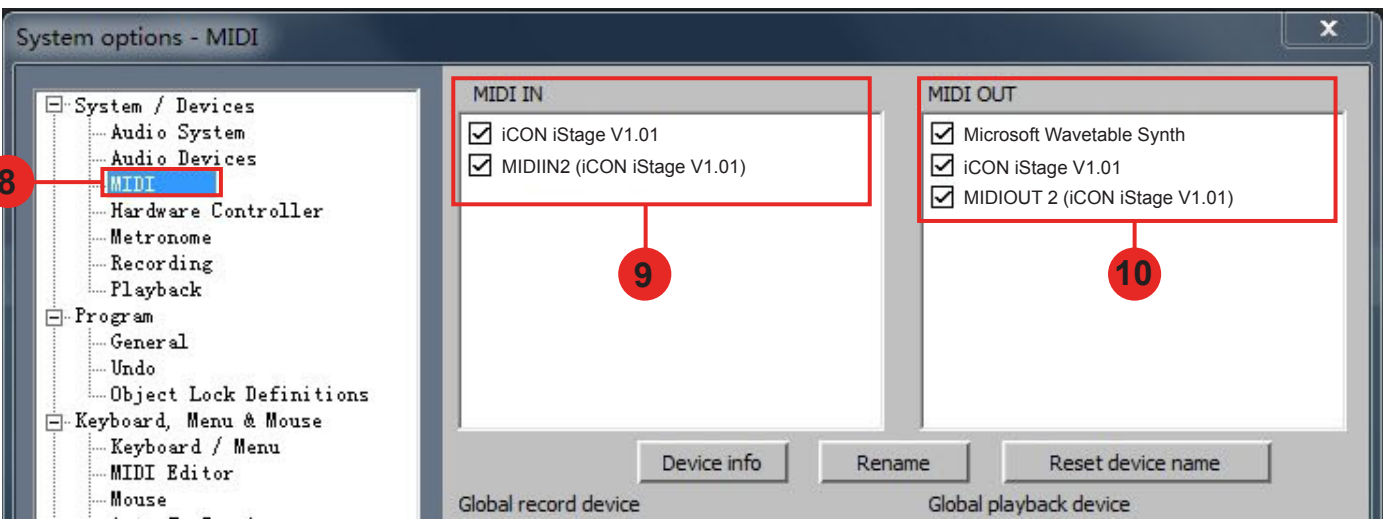 System options - MIDI
x
System / Devices
Audio System
Audio Devices
8
MIDI
Hardware Controller
Metronome
Recording
Playback
Program
General
Undo
Object Lock Definitions
Keyboard, Menu & Mouse
Keyboard / Menu
MIDI Editor
Mouse
MIDI IN
iCON iStage V1.01
MIDIIN2 (iCON iStage V1.01)
9
MIDI OUT
Microsoft Wavetable Synth
iCON iStage V1.01
MIDIOUT 2 (iCON iStage V1.01)
10
Device info
Rename
Reset device name
Global record device
Global playback device